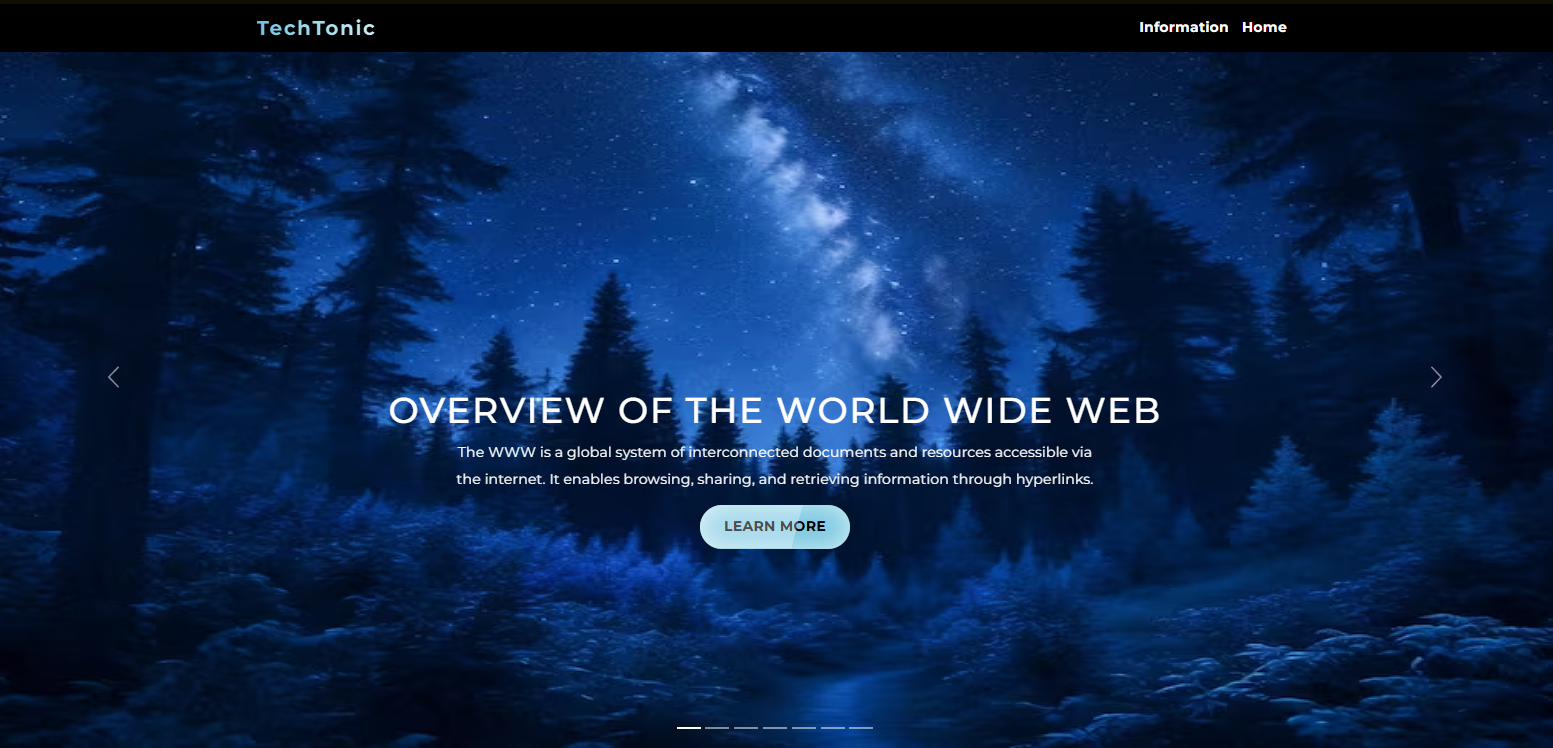 TechTonic
Information Home
OVERVIEW OF THE WORLD WIDE WEB
The WWW is a global system of interconnected documents and resources accessible via
the internet. It enables browsing, sharing, and retrieving information through hyperlinks.
LEARN MORE